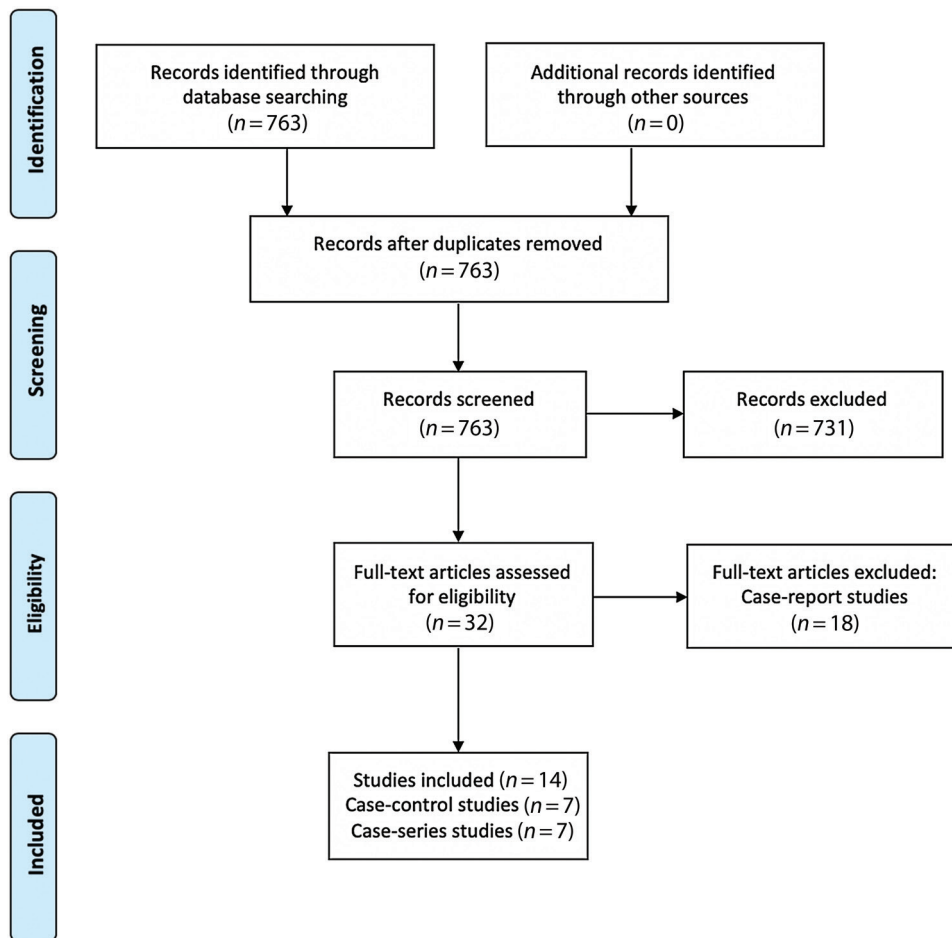 Identification
Records identified through
database searching
(n=763)
Additional records identified
through other sources
(n=0)
Records after duplicates removed
(n=763)
Screening
Records screened
(n=763)
Records excluded
(n=731)
Eligibility
Full-text articles assessed
for eligibility
(n=32)
Full-text articles excluded:
Case-report studies
(n=18)
Included
Studies included (n=14)
Case-control studies (n=7)
Case-series studies (n=7)